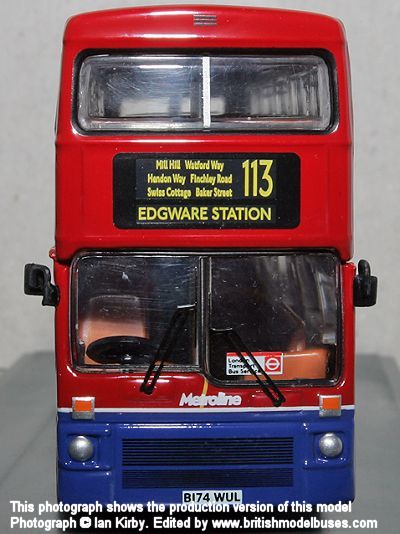 Mill Hill Watford Way
Hendon Way Finchley Road
Swiss Cottage Baker Street
113
EDGWARE STATION
London
Transport
Bus Service
Metroline
B174 WUL
This photograph shows the production version of this model
Photograph © Ian Kirby. Edited by www.britishmodelbuses.com.